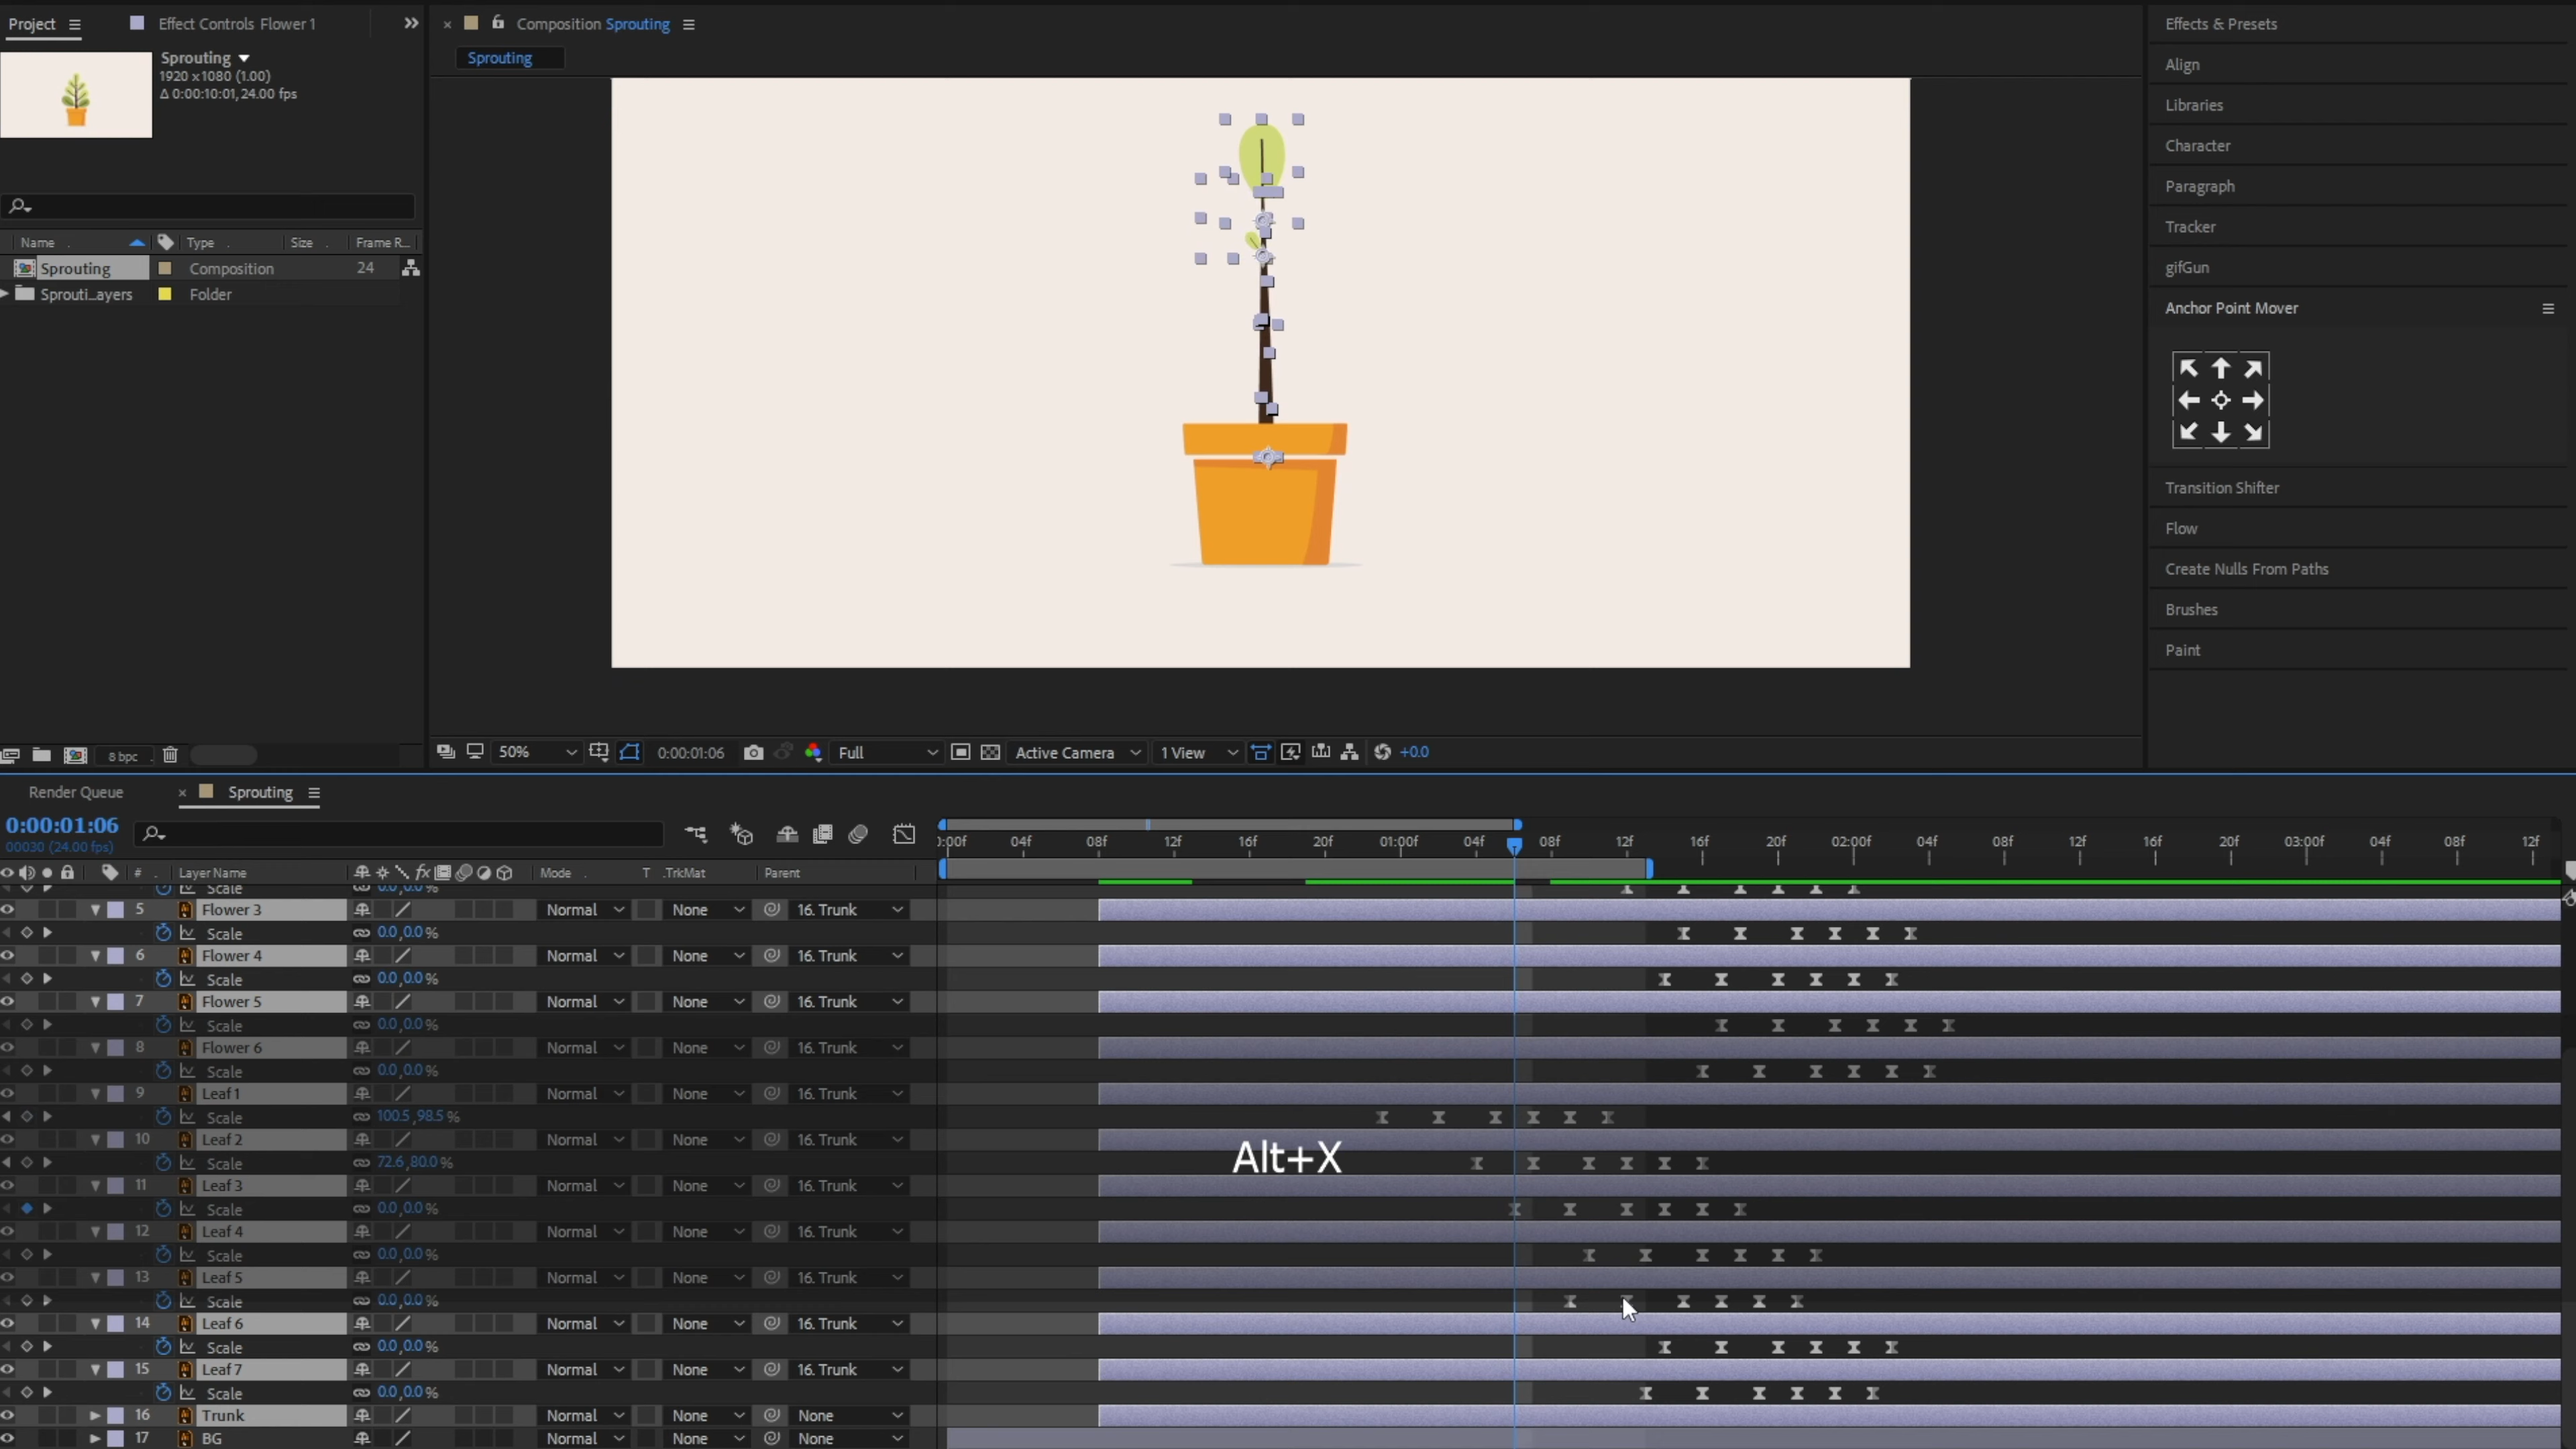 Project
Effect Controls Flower 1
Composition Sprouting
Effects & Presets
Sprouting
1920 x1080 (1.00)
Δ 0:00:10:01, 24.00 fps
Sprouting
Align
Libraries
Character
Paragraph
Tracker
gifGun
Anchor Point Mover
Transition Shifter
Flow
Create Nulls From Paths
Brushes
Paint
Name Type Size Frame R...
Sprouting Composition 24
Sprouti...ayers Folder
8 bpc
50% 0:00:01:06 Full Active Camera 1 View +0.0
Render Queue Sprouting
0:00:01:06
00030 (24.00 fps)
0:00f 04f 08f 12f 16f 20f 01:00f 04f 08f 12f 16f 20f 02:00f 04f 08f 12f 16f 20f 03:00f 04f 08f 12f
# Layer Name fx Mode T .TrkMat Parent
Scale 0.0,0.0%
5 Flower 3 Normal None 16. Trunk
Scale 0.0,0.0%
6 Flower 4 Normal None 16. Trunk
Scale 0.0,0.0%
7 Flower 5 Normal None 16. Trunk
Scale 0.0,0.0%
8 Flower 6 Normal None 16. Trunk
Scale 0.0,0.0%
9 Leaf 1 Normal None 16. Trunk
Scale 100.5,98.5%
10 Leaf 2 Normal None 16. Trunk
Alt+X
Scale 72.6,80.0%
11 Leaf 3 Normal None 16. Trunk
Scale 0.0,0.0%
12 Leaf 4 Normal None 16. Trunk
Scale 0.0,0.0%
13 Leaf 5 Normal None 16. Trunk
Scale 0.0,0.0%
14 Leaf 6 Normal None 16. Trunk
Scale 0.0,0.0%
15 Leaf 7 Normal None 16. Trunk
Scale 0.0,0.0%
16 Trunk Normal None None
17 BG Normal None None